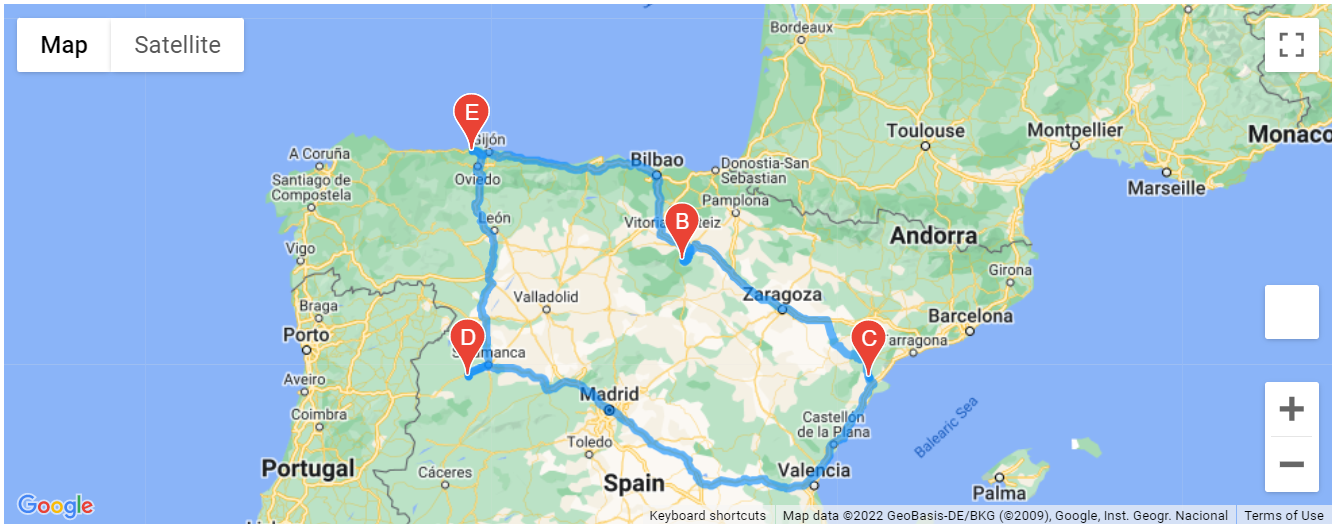 Map
Satellite
Bordeaux
E
Gijón
Toulouse
Montpellier
Monaco
A Coruña
Bilbao
Donostia-San
Sebastian
Oviedo
Santiago de
Compostela
Marseille
Pamplona
León
B
Vitoria
eiz
Andorra
Vigo
Girona
Valladolid
Zaragoza
Braga
Barcelona
Porto
D
C
Tarragona
Salamanca
Aveiro
Madrid
Coimbra
Castellón
de la Plana
Balearic Sea
Toledo
Portugal
Cáceres
Valencia
Spain
Palma
+
−
Google
Keyboard shortcuts
Map data ©2022 GeoBasis-DE/BKG (©2009), Google, Inst. Geogr. Nacional
Terms of Use